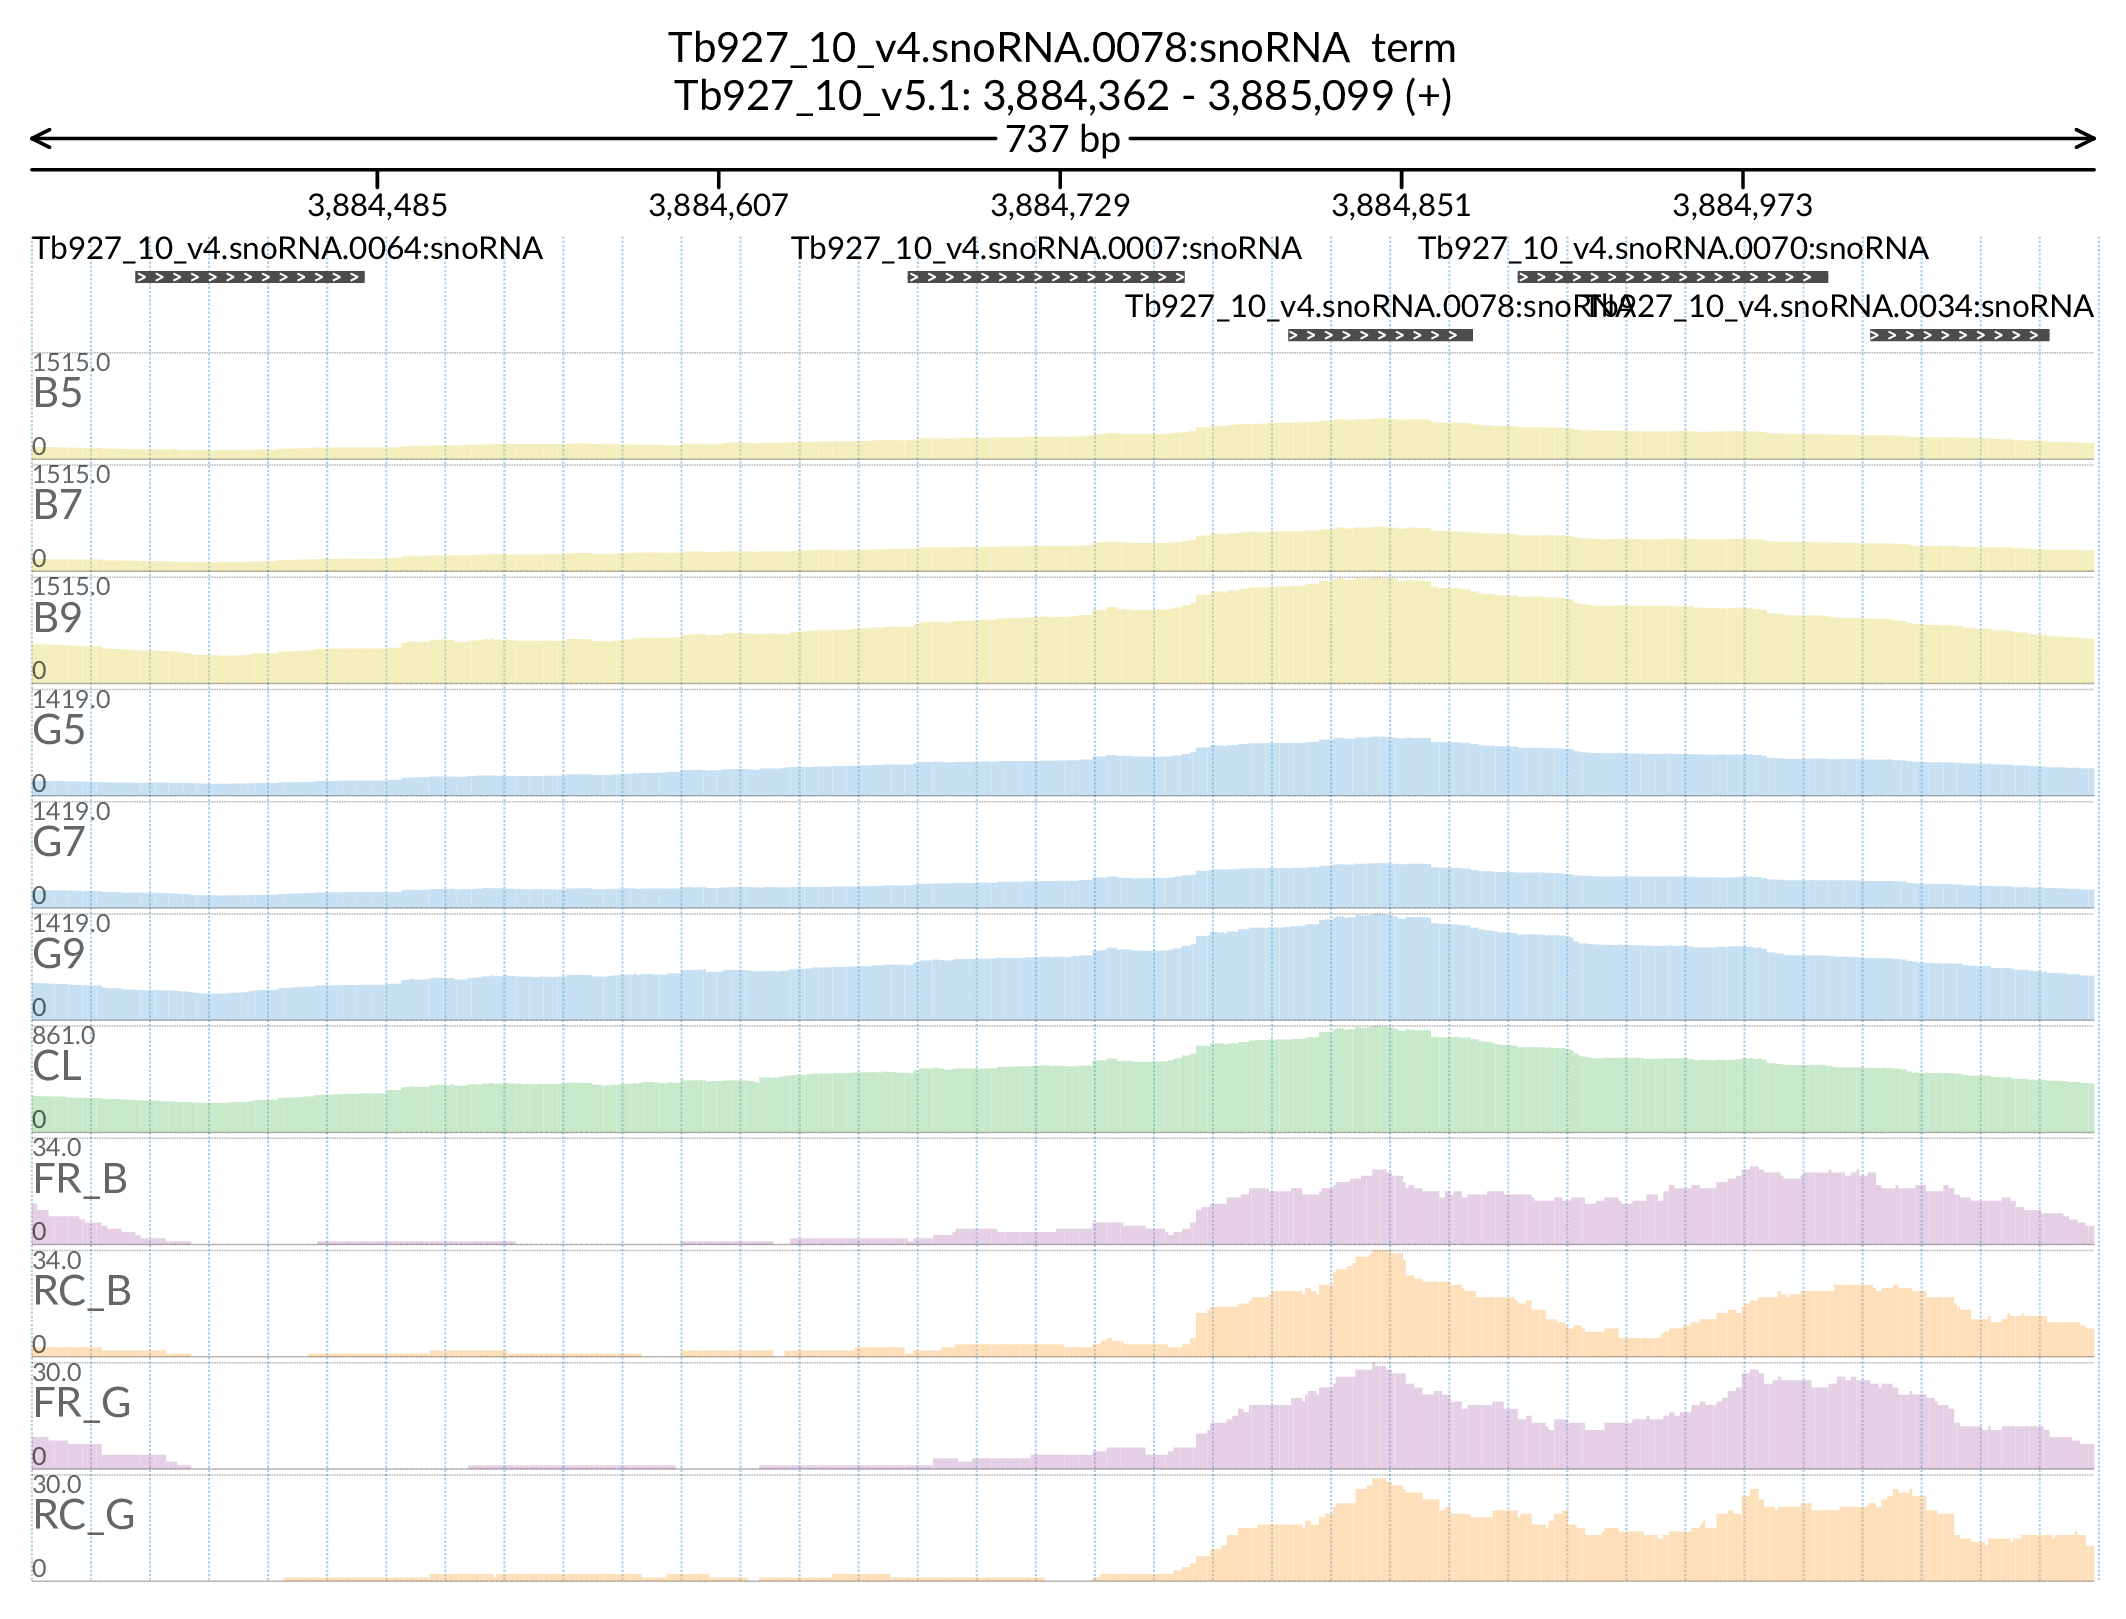 Tb927_10_v4.snoRNA.0078:snoRNA term
Tb927_10_v5.1: 3,884,362 - 3,885,099 (+)
737 bp
3,884,485 3,884,607 3,884,729 3,884,851 3,884,973
Tb927_10_v4.snoRNA.0064:snoRNA Tb927_10_v4.snoRNA.0007:snoRNA Tb927_10_v4.snoRNA.0070:snoRNA
Tb927_10_v4.snoRNA.0078:snoRNA Tb927_10_v4.snoRNA.0034:snoRNA
1515.0
B5
0
1515.0
B7
0
1515.0
B9
0
1419.0
G5
0
1419.0
G7
0
1419.0
G9
0
861.0
CL
0
34.0
FR_B
0
34.0
RC_B
0
30.0
FR_G
0
30.0
RC_G
0